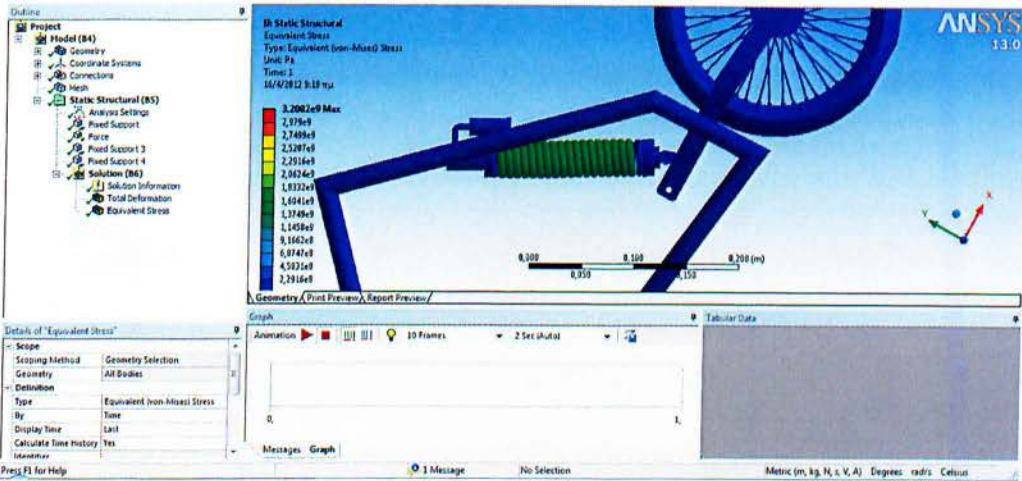 Outline
Project
Model (B4)
Geometry
Coordinate Systems
Connections
Mesh
Static Structural (B5)
Analysis Settings
Fixed Support
Force
Fixed Support 3
Fixed Support 4
Solution (B6)
Solution Information
Total Deformation
Equivalent Stress
B: Static Structural
Equivalent Stress
Type: Equivalent (von-Mises) Stress
Unit: Pa
Time: 1
16/4/2012 9:18 πμ
3,2082e9 Max
2,979e9
2,7499e9
2,5207e9
2,2916e9
2,0624e9
1,8332e9
1,6041e9
1,3749e9
1,1458e9
9,1662e8
6,8747e8
4,5831e8
2,2916e8
ANSYS
13.0
Y
X
0,000
0,100
0,200 (m)
0,050
0,150
Geometry
Print Preview
Report Preview
Details of "Equivalent Stress"
Scope
Scoping Method Geometry Selection
Geometry All Bodies
Definition
Type Equivalent (von-Mises) Stress
By Time
Display Time Last
Calculate Time History Yes
Identifier
Graph
Animation 10 Frames 2 Sec (Auto)
0,
1,
Messages Graph
Tabular Data
Press F1 for Help
1 Message
No Selection
Metric (m, kg, N, s, V, A) Degrees rad/s Celsius